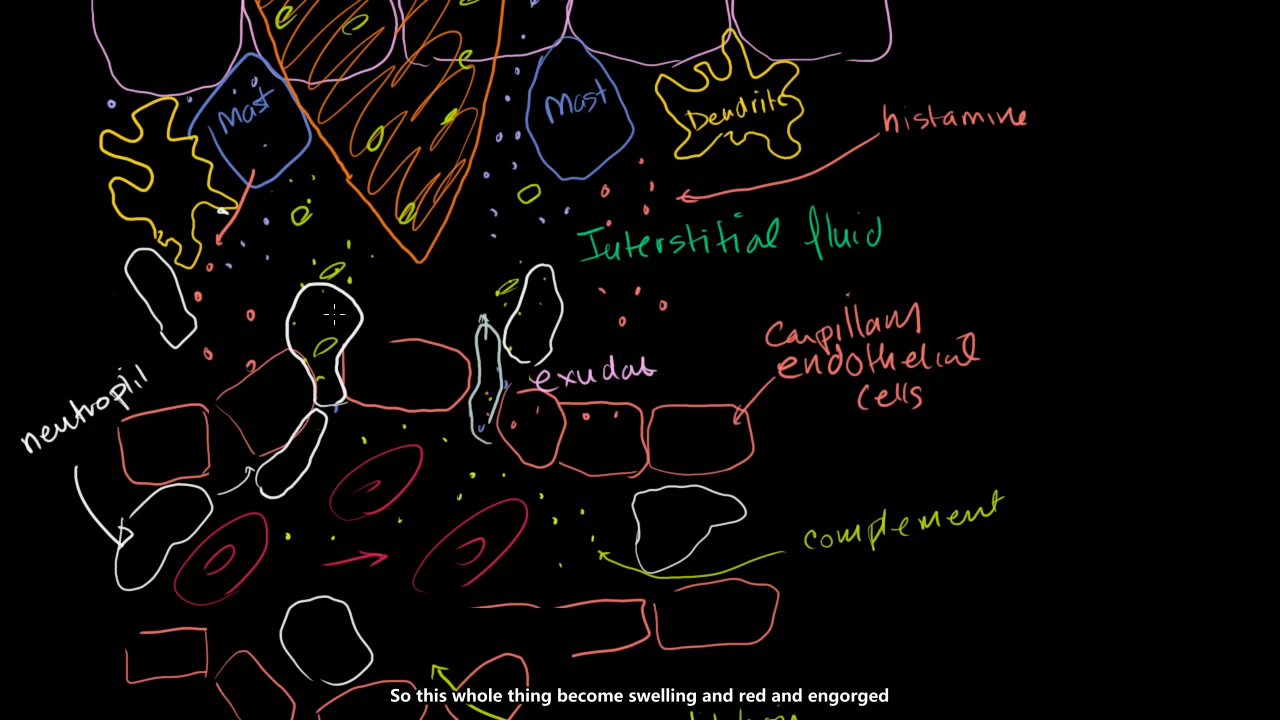 Mast
Mast
Dendrite
histamine
Interstitial fluid
Capillary
endothelial
cells
exudat
neutrophil
complement
So this whole thing become swelling and red and engorged